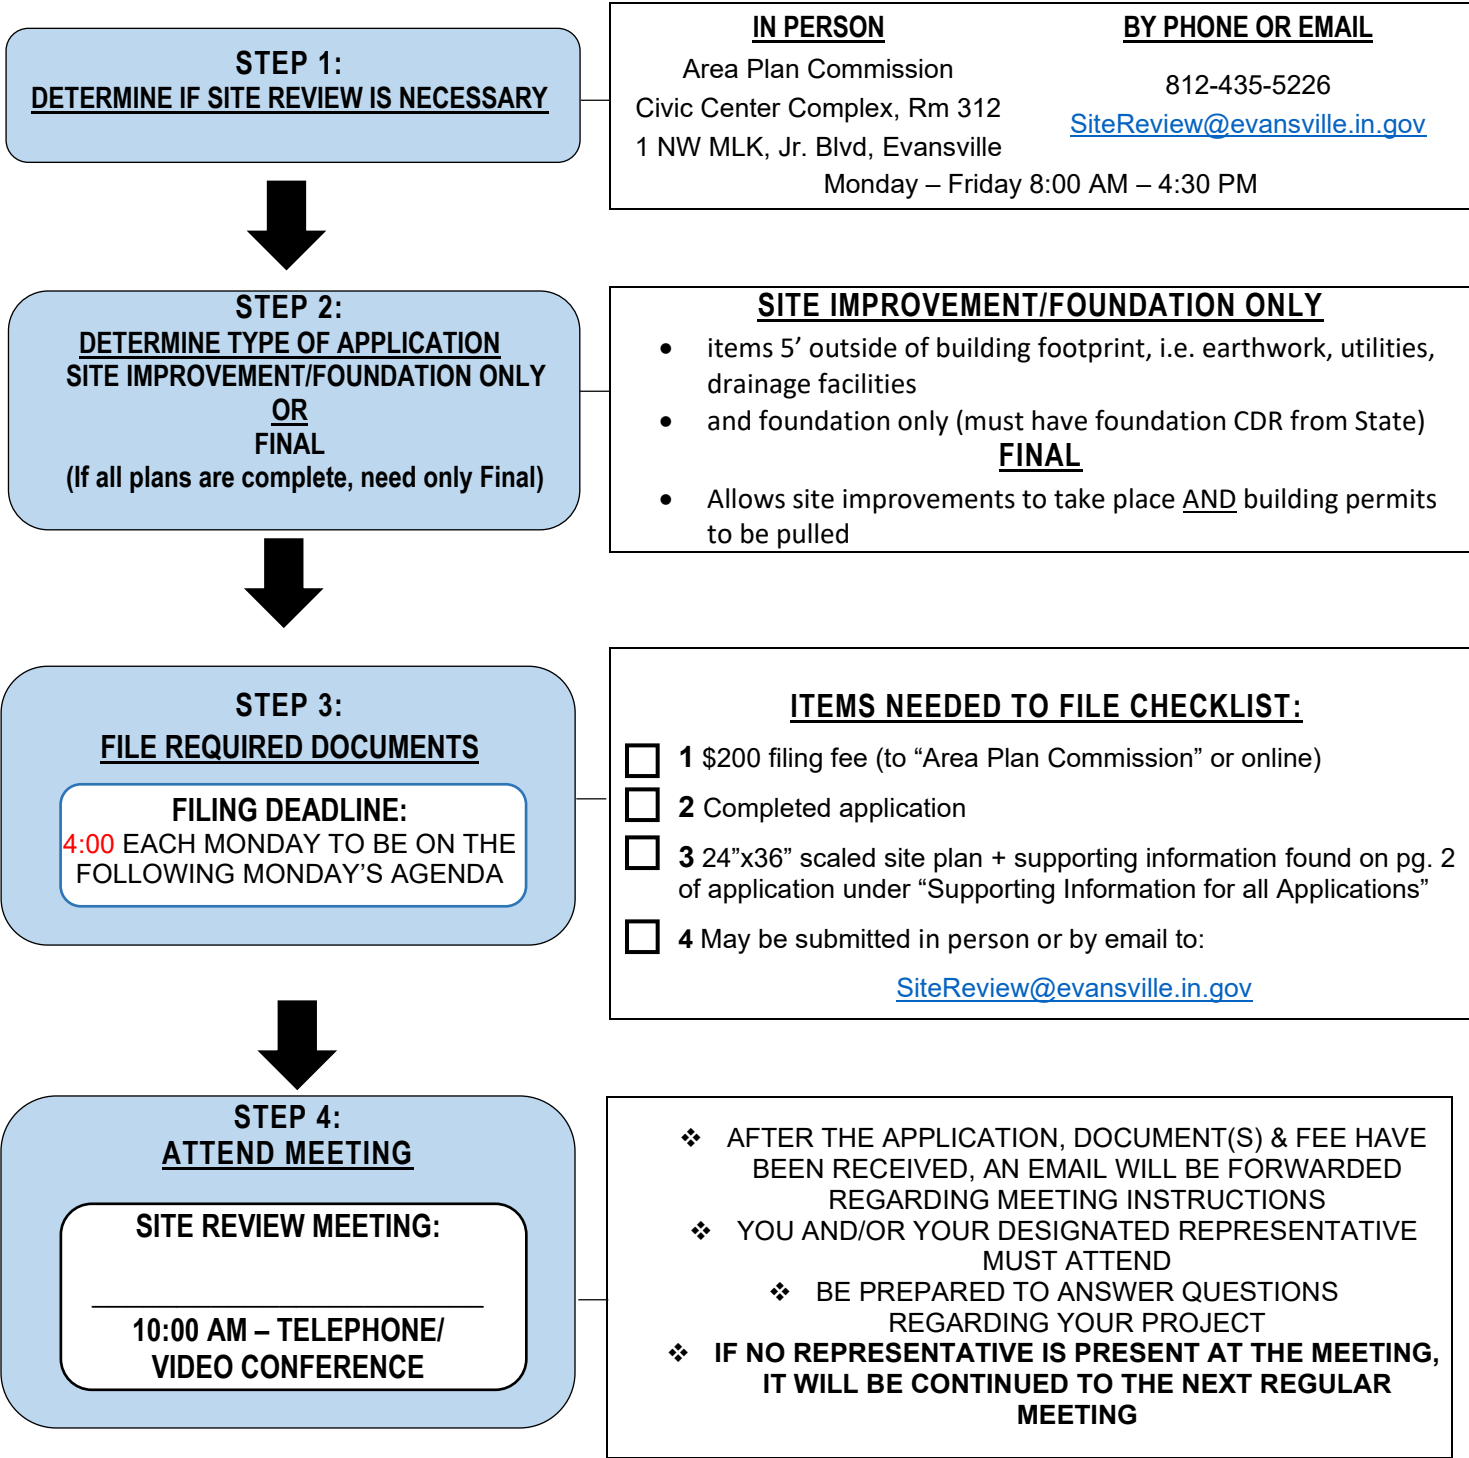 STEP 1:
DETERMINE IF SITE REVIEW IS NECESSARY
IN PERSON
Area Plan Commission
Civic Center Complex, Rm 312
1 NW MLK, Jr. Blvd, Evansville
BY PHONE OR EMAIL
812-435-5226
SiteReview@evansville.in.gov
Monday – Friday 8:00 AM – 4:30 PM
STEP 2:
DETERMINE TYPE OF APPLICATION
SITE IMPROVEMENT/FOUNDATION ONLY
OR
FINAL
(If all plans are complete, need only Final)
SITE IMPROVEMENT/FOUNDATION ONLY
• items 5’ outside of building footprint, i.e. earthwork, utilities,
drainage facilities
• and foundation only (must have foundation CDR from State)
FINAL
• Allows site improvements to take place AND building permits
to be pulled
STEP 3:
FILE REQUIRED DOCUMENTS
FILING DEADLINE:
4:00 EACH MONDAY TO BE ON THE
FOLLOWING MONDAY’S AGENDA
ITEMS NEEDED TO FILE CHECKLIST:
1 $200 filing fee (to “Area Plan Commission” or online)
2 Completed application
3 24”x36” scaled site plan + supporting information found on pg. 2
of application under “Supporting Information for all Applications”
4 May be submitted in person or by email to:
SiteReview@evansville.in.gov
STEP 4:
ATTEND MEETING
SITE REVIEW MEETING:
10:00 AM – TELEPHONE/
VIDEO CONFERENCE
❖ AFTER THE APPLICATION, DOCUMENT(S) & FEE HAVE
BEEN RECEIVED, AN EMAIL WILL BE FORWARDED
REGARDING MEETING INSTRUCTIONS
❖ YOU AND/OR YOUR DESIGNATED REPRESENTATIVE
MUST ATTEND
❖ BE PREPARED TO ANSWER QUESTIONS
REGARDING YOUR PROJECT
❖ IF NO REPRESENTATIVE IS PRESENT AT THE MEETING,
IT WILL BE CONTINUED TO THE NEXT REGULAR
MEETING